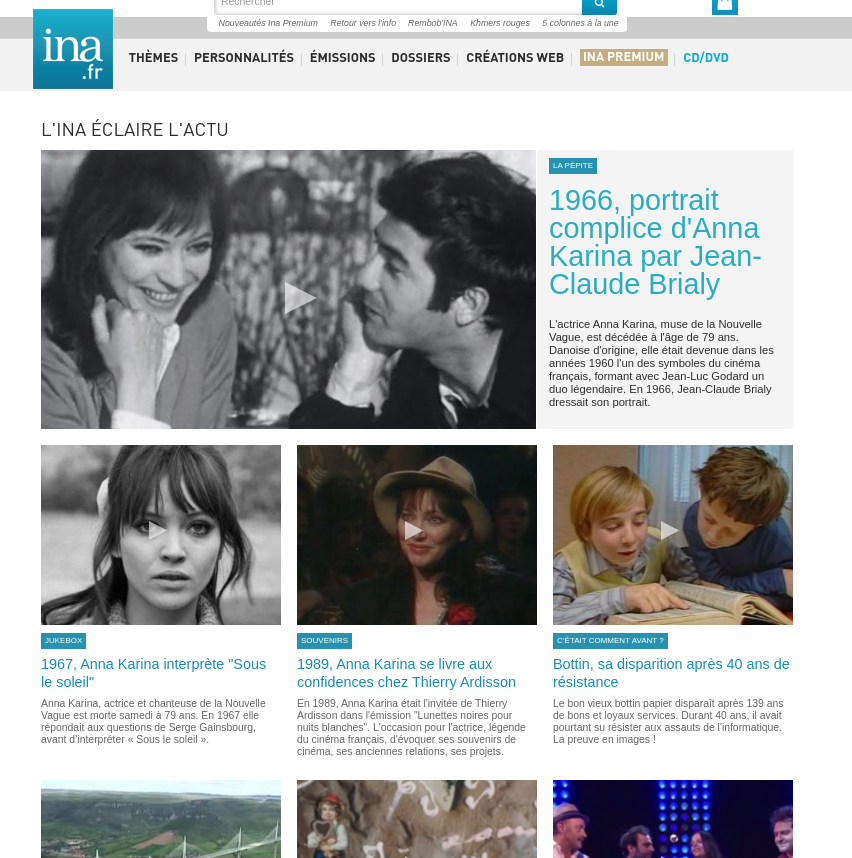 Rechercher
Nouveautés Ina Premium Retour vers l'info Rembob'INA Khmers rouges 5 colonnes à la une
ina
.fr
THÈMES PERSONNALITÉS ÉMISSIONS DOSSIERS CRÉATIONS WEB INA PREMIUM CD/DVD
L'INA ÉCLAIRE L'ACTU
LA PÉPITE
1966, portrait
complice d'Anna
Karina par Jean-
Claude Brialy
L'actrice Anna Karina, muse de la Nouvelle
Vague, est décédée à l'âge de 79 ans.
Danoise d'origine, elle était devenue dans les
années 1960 l'un des symboles du cinéma
français, formant avec Jean-Luc Godard un
duo légendaire. En 1966, Jean-Claude Brialy
dressait son portrait.
JUKEBOX
1967, Anna Karina interprète "Sous
le soleil"
Anna Karina, actrice et chanteuse de la Nouvelle
Vague est morte samedi à 79 ans. En 1967 elle
répondait aux questions de Serge Gainsbourg,
avant d'interpréter « Sous le soleil ».
SOUVENIRS
1989, Anna Karina se livre aux
confidences chez Thierry Ardisson
En 1989, Anna Karina était l'invitée de Thierry
Ardisson dans l'émission "Lunettes noires pour
nuits blanches". L'occasion pour l'actrice, légende
du cinéma français, d'évoquer ses souvenirs de
cinéma, ses anciennes relations, ses projets.
C'ÉTAIT COMMENT AVANT ?
Bottin, sa disparition après 40 ans de
résistance
Le bon vieux bottin papier disparaît après 139 ans
de bons et loyaux services. Durant 40 ans, il avait
pourtant su résister aux assauts de l'informatique.
La preuve en images !